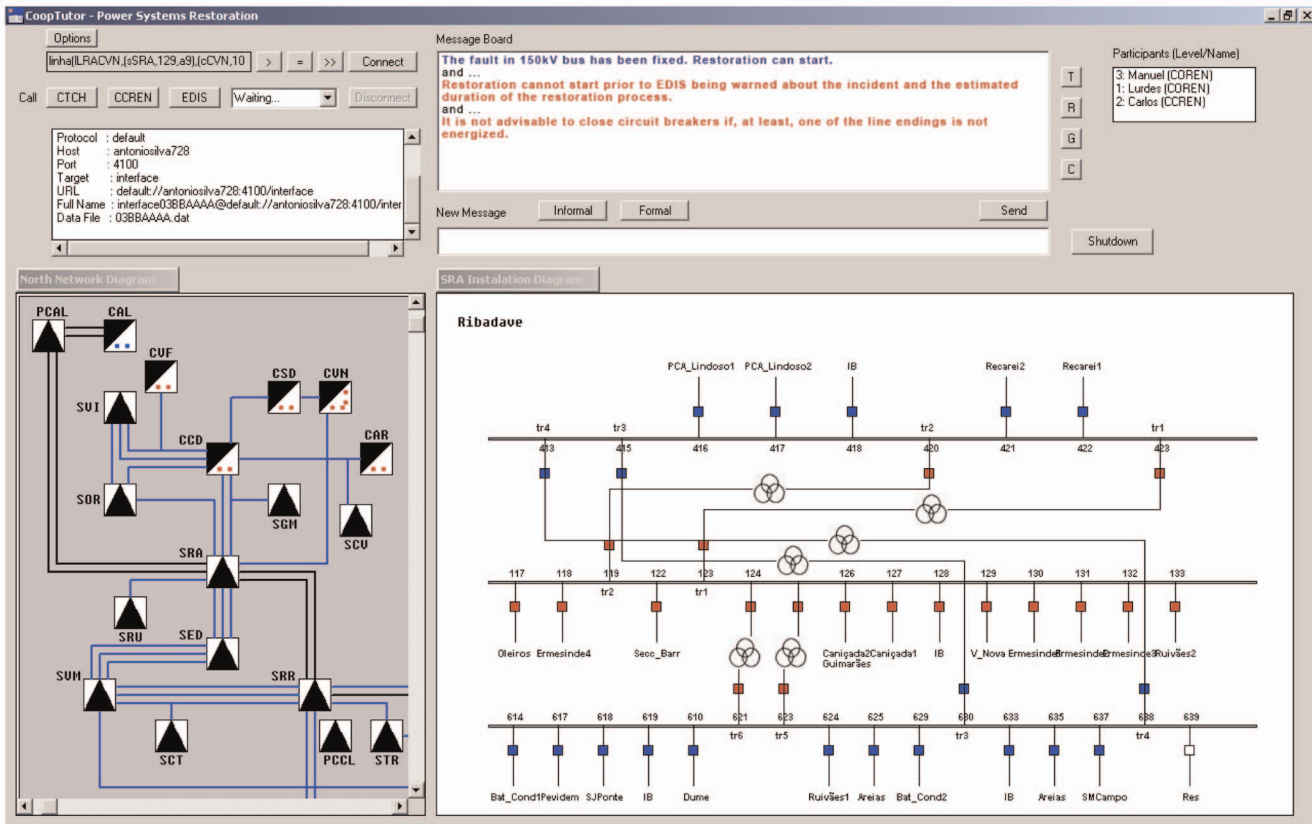 CoopTutor - Power Systems Restoration
Options
linha(lLRACVN,(sSRA,129,a9),(cCVN,10
>
=
>>
Connect
Call
CTCH
CCREN
EDIS
Waiting...
Disconnect
Protocol : default
Host : antoniosilva728
Port : 4100
Target : interface
URL : default://antoniosilva728:4100/interface
Full Name : interface03BBAAAA@default://antoniosilva728:4100/inter
Data File : 03BBAAAA.dat
Message Board
The fault in 150kV bus has been fixed. Restoration can start.
and ...
Restoration cannot start prior to EDIS being warned about the incident and the estimated
duration of the restoration process.
and ...
It is not advisable to close circuit breakers if, at least, one of the line endings is not
energized.
T
R
G
C
Participants (Level/Name)
3: Manuel (COREN)
1: Lurdes (COREN)
2: Carlos (CCREN)
New Message
Informal
Formal
Send
Shutdown
North Network Diagram
PCAL
CAL
CVF
CSD
CVN
SVI
CCD
CAR
SOR
SGM
SCV
SRA
SRU
SED
SVM
SRR
SCT
PCCL
STR
SRA Instalation Diagram
Ribadave
PCA_Lindoso1 PCA_Lindoso2 IB Recarei2 Recarei1
tr4 tr3 tr2 tr1
413 415 416 417 418 420 421 422 423
117 118 119 122 123 124 126 127 128 129 130 131 132 133
tr2 tr1
Oleiros Ermesinde4 Seco_Barr Caniçada2 Caniçada1 IB V_Nova Ermesinde3 Ruivães2
Guimarães
614 617 618 619 610 621 623 624 625 629 630 633 635 637 638 639
tr6 tr5 tr3 tr4
Bat_Cond1 Pevidem SJPonte IB Dume Ruivães1 Areias Bat_Cond2 IB Areias SMCampo Res